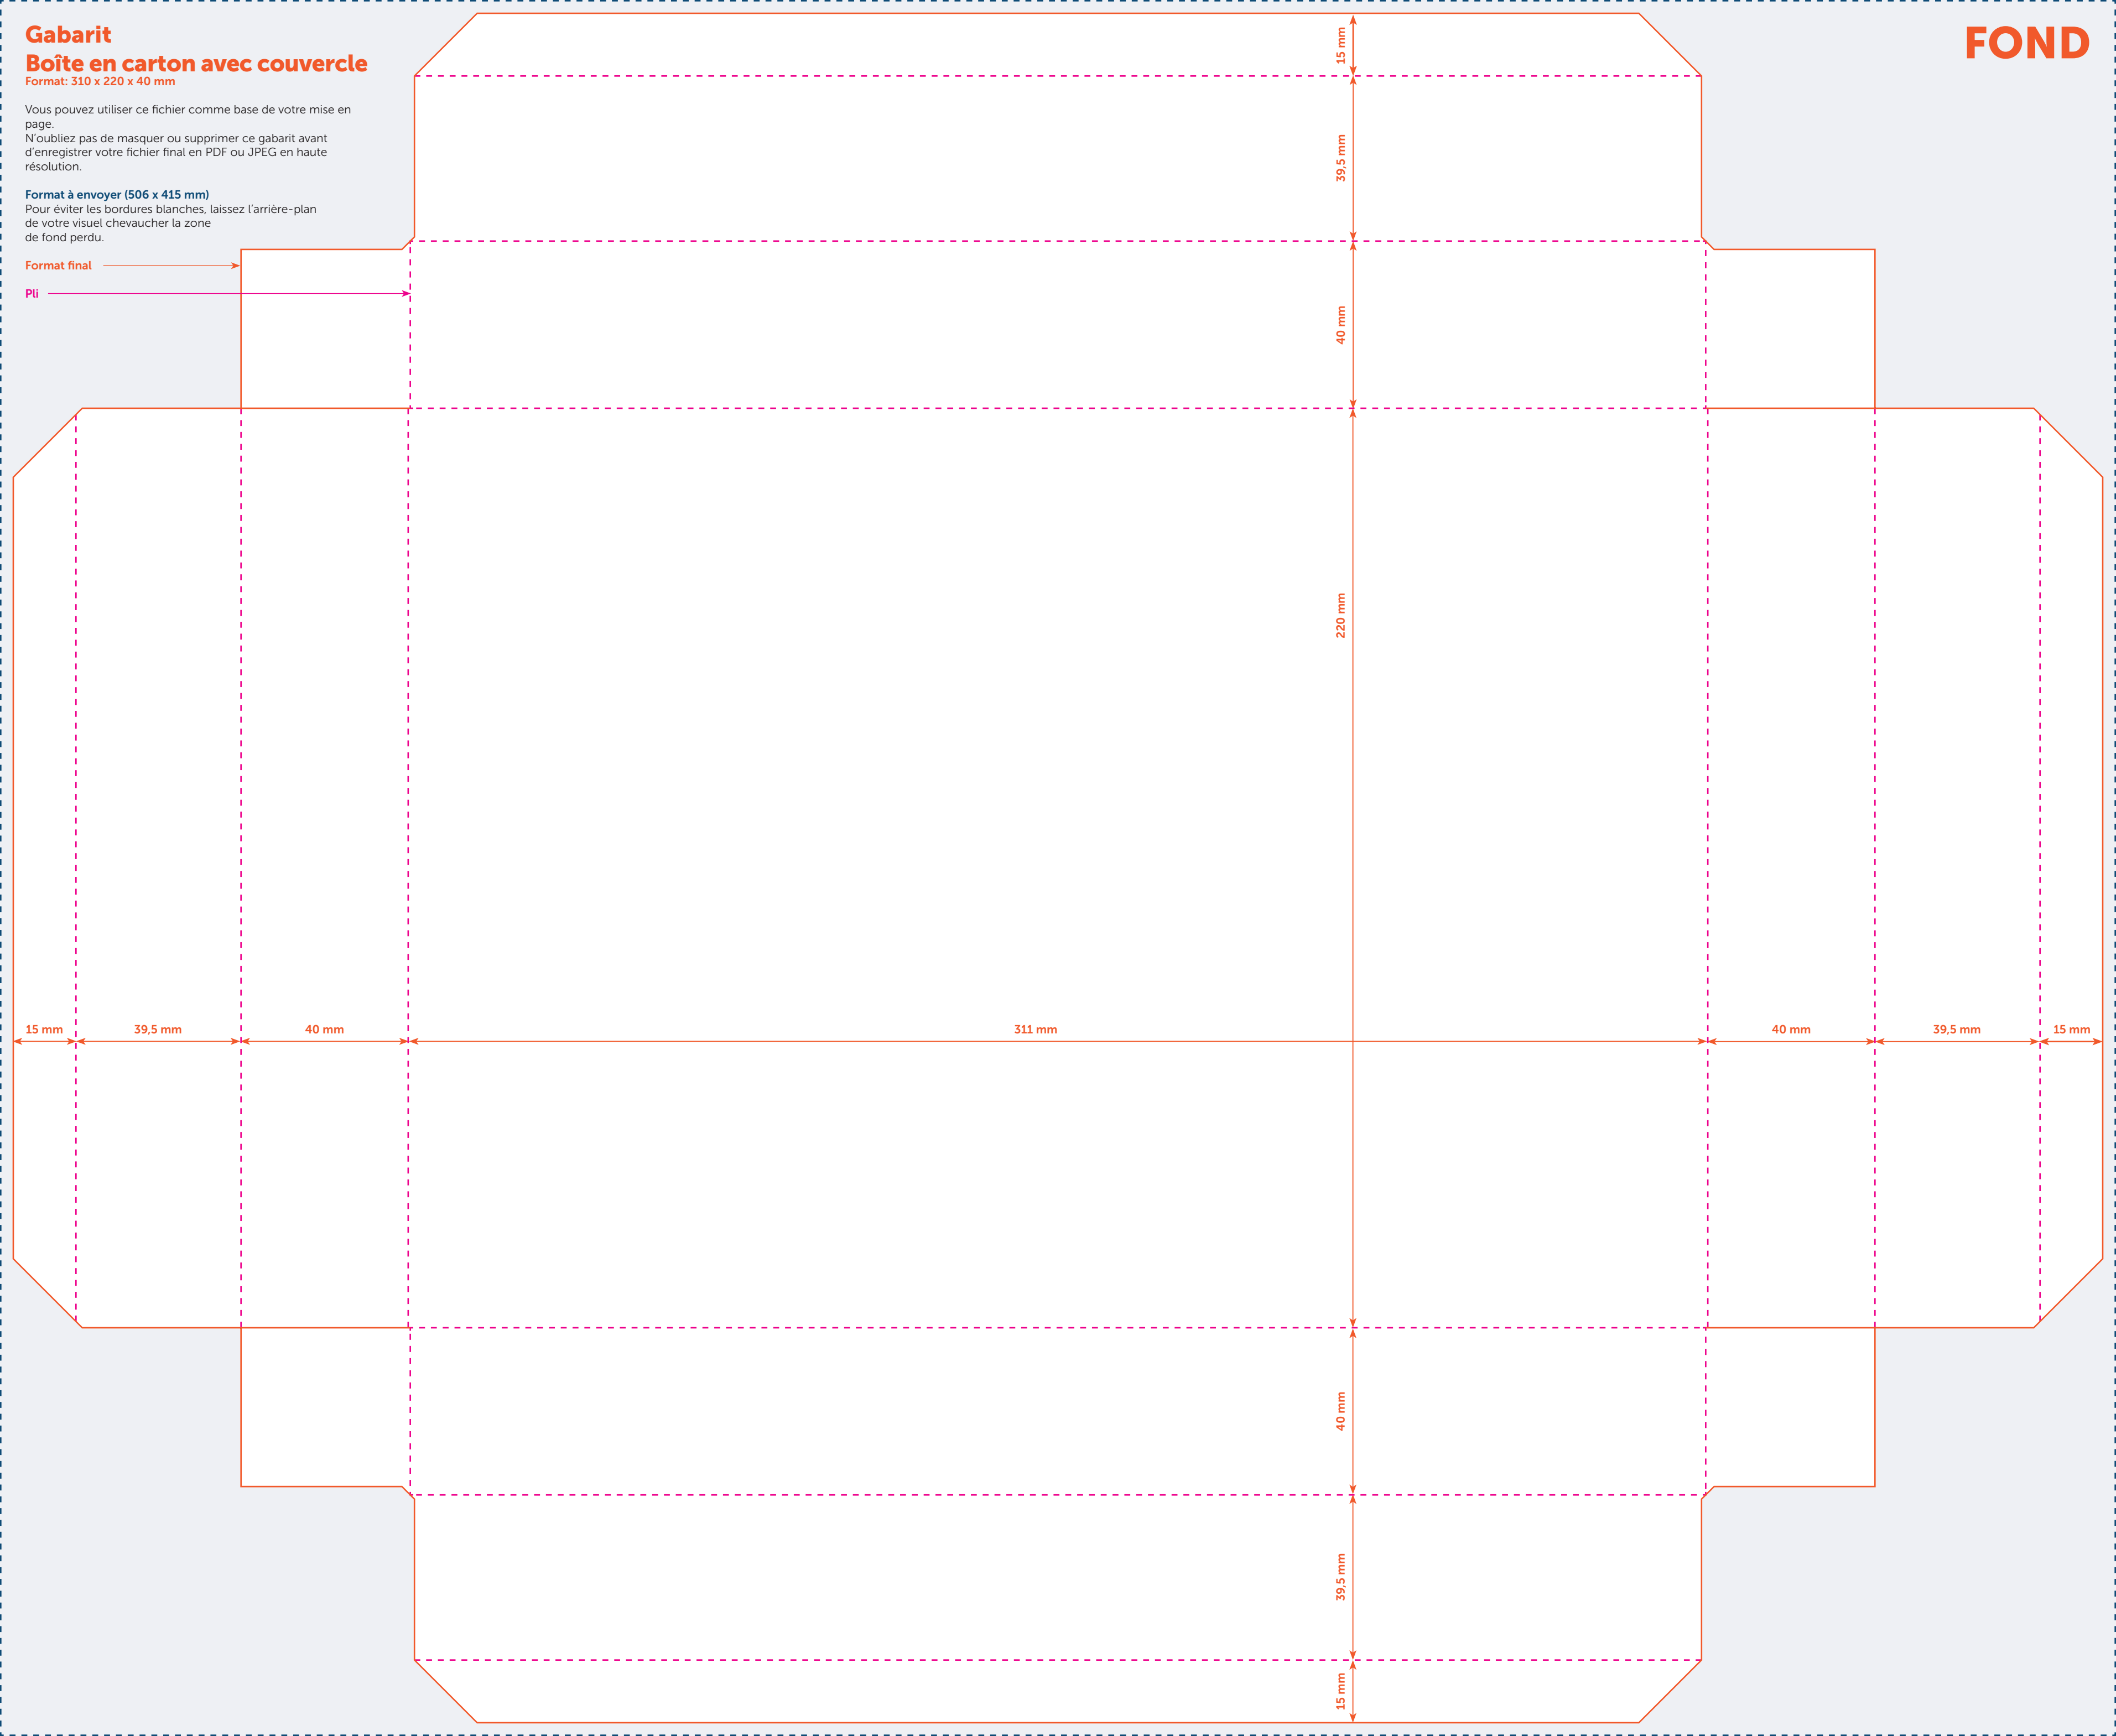 Gabarit
Boîte en carton avec couvercle
Format: 310 x 220 x 40 mm
Vous pouvez utiliser ce fichier comme base de votre mise en
page.
N’oubliez pas de masquer ou supprimer ce gabarit avant
d’enregistrer votre fichier final en PDF ou JPEG en haute
résolution.
Format à envoyer (506 x 415 mm)
Pour éviter les bordures blanches, laissez l’arrière-plan
de votre visuel chevaucher la zone
de fond perdu.
Format final
Pli
FOND
15 mm
39,5 mm
40 mm
220 mm
15 mm
39,5 mm
40 mm
311 mm
40 mm
39,5 mm
15 mm
40 mm
39,5 mm
15 mm